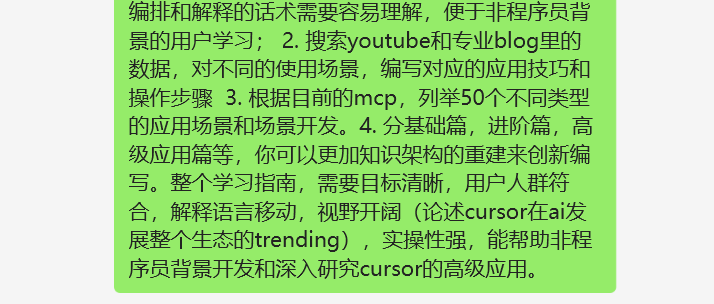 编排和解释的话术需要容易理解，便于非程序员背
景的用户学习； 2. 搜索youtube和专业blog里的
数据，对不同的使用场景，编写对应的应用技巧和
操作步骤  3. 根据目前的mcp，列举50个不同类型
的应用场景和场景开发。4. 分基础篇，进阶篇，高
级应用篇等，你可以更加知识架构的重建来创新编
写。整个学习指南，需要目标清晰，用户人群符
合，解释语言移动，视野开阔（论述cursor在ai发
展整个生态的trending），实操性强，能帮助非程
序员背景开发和深入研究cursor的高级应用。